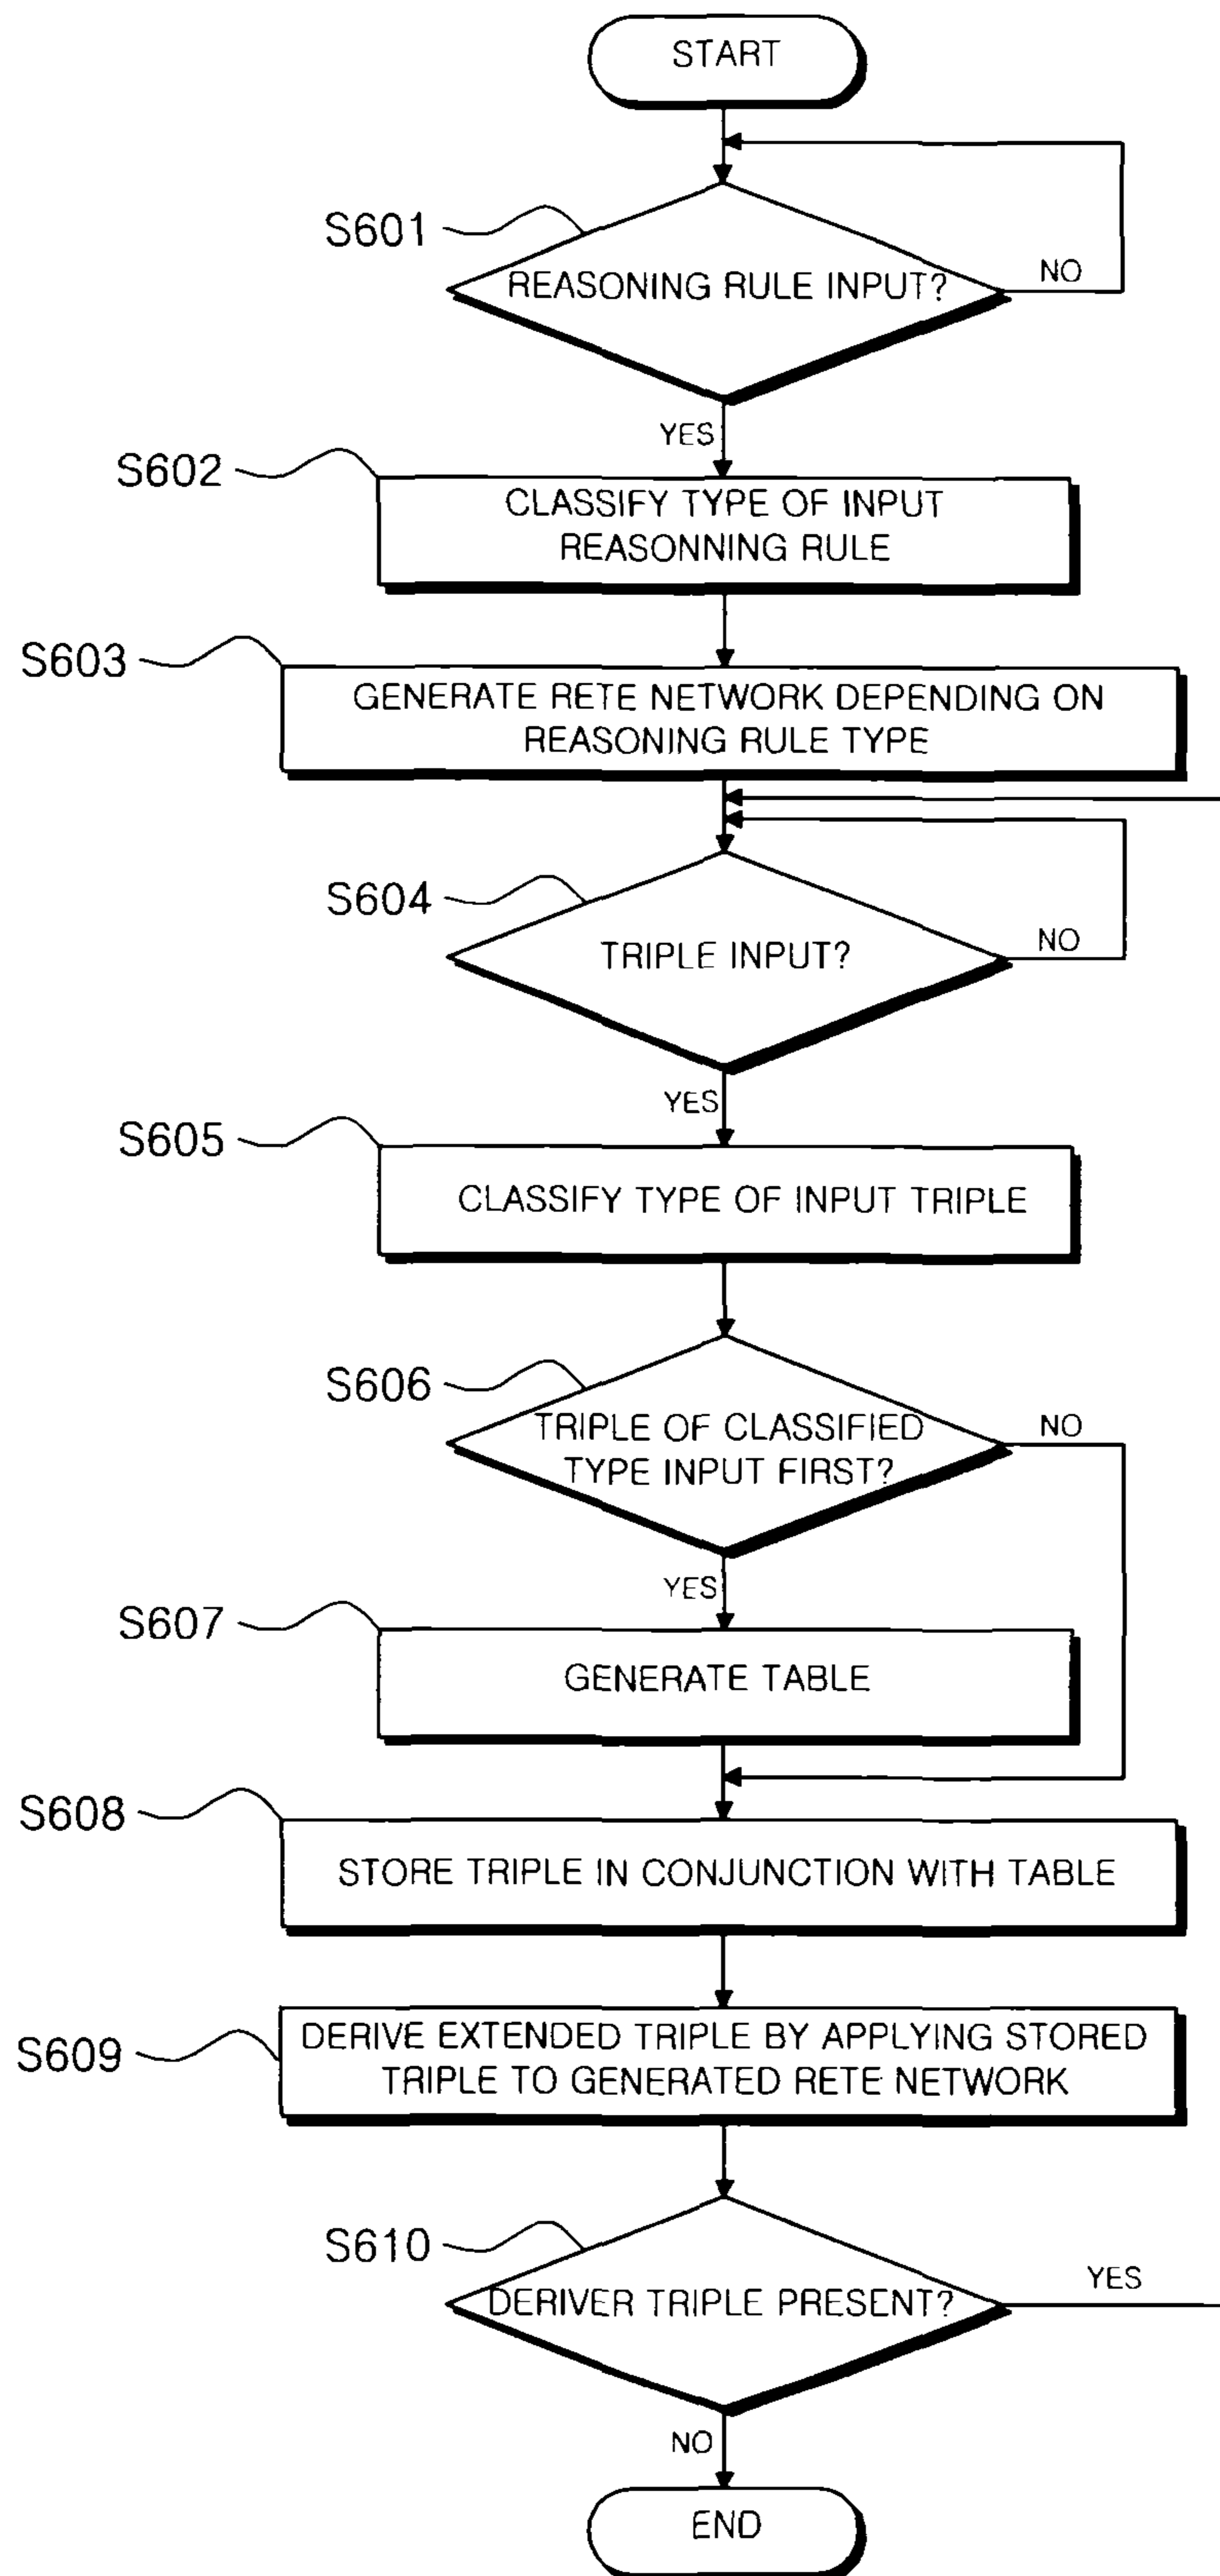 START
S601
REASONING RULE INPUT?
NO
YES
S602
CLASSIFY TYPE OF INPUT
REASONNING RULE
S603
GENERATE RETE NETWORK DEPENDING ON
REASONING RULE TYPE
S604
TRIPLE INPUT?
NO
YES
S605
CLASSIFY TYPE OF INPUT TRIPLE
S606
TRIPLE OF CLASSIFIED
TYPE INPUT FIRST?
NO
YES
S607
GENERATE TABLE
S608
STORE TRIPLE IN CONJUNCTION WITH TABLE
S609
DERIVE EXTENDED TRIPLE BY APPLYING STORED
TRIPLE TO GENERATED RETE NETWORK
S610
DERIVER TRIPLE PRESENT?
YES
NO
END